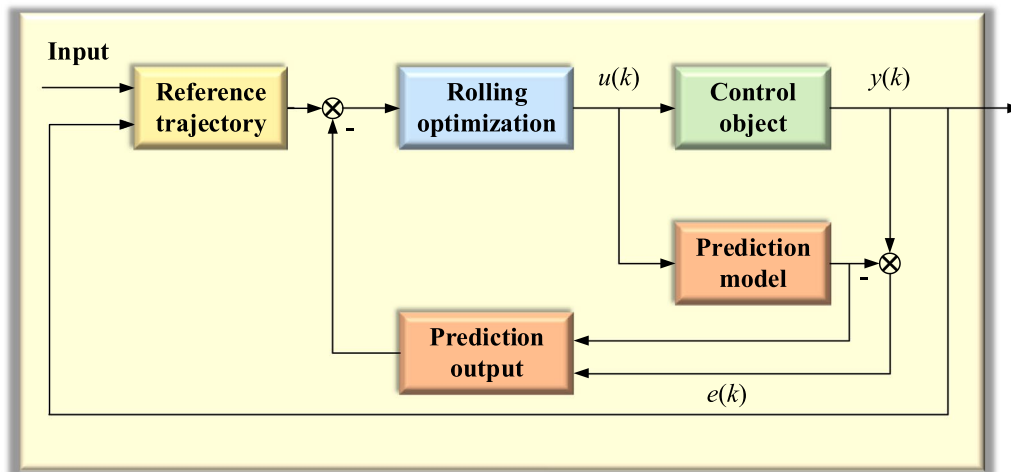 Input
Reference
trajectory
-
Rolling
optimization
u(k)
Control
object
y(k)
Prediction
model
-
Prediction
output
e(k)